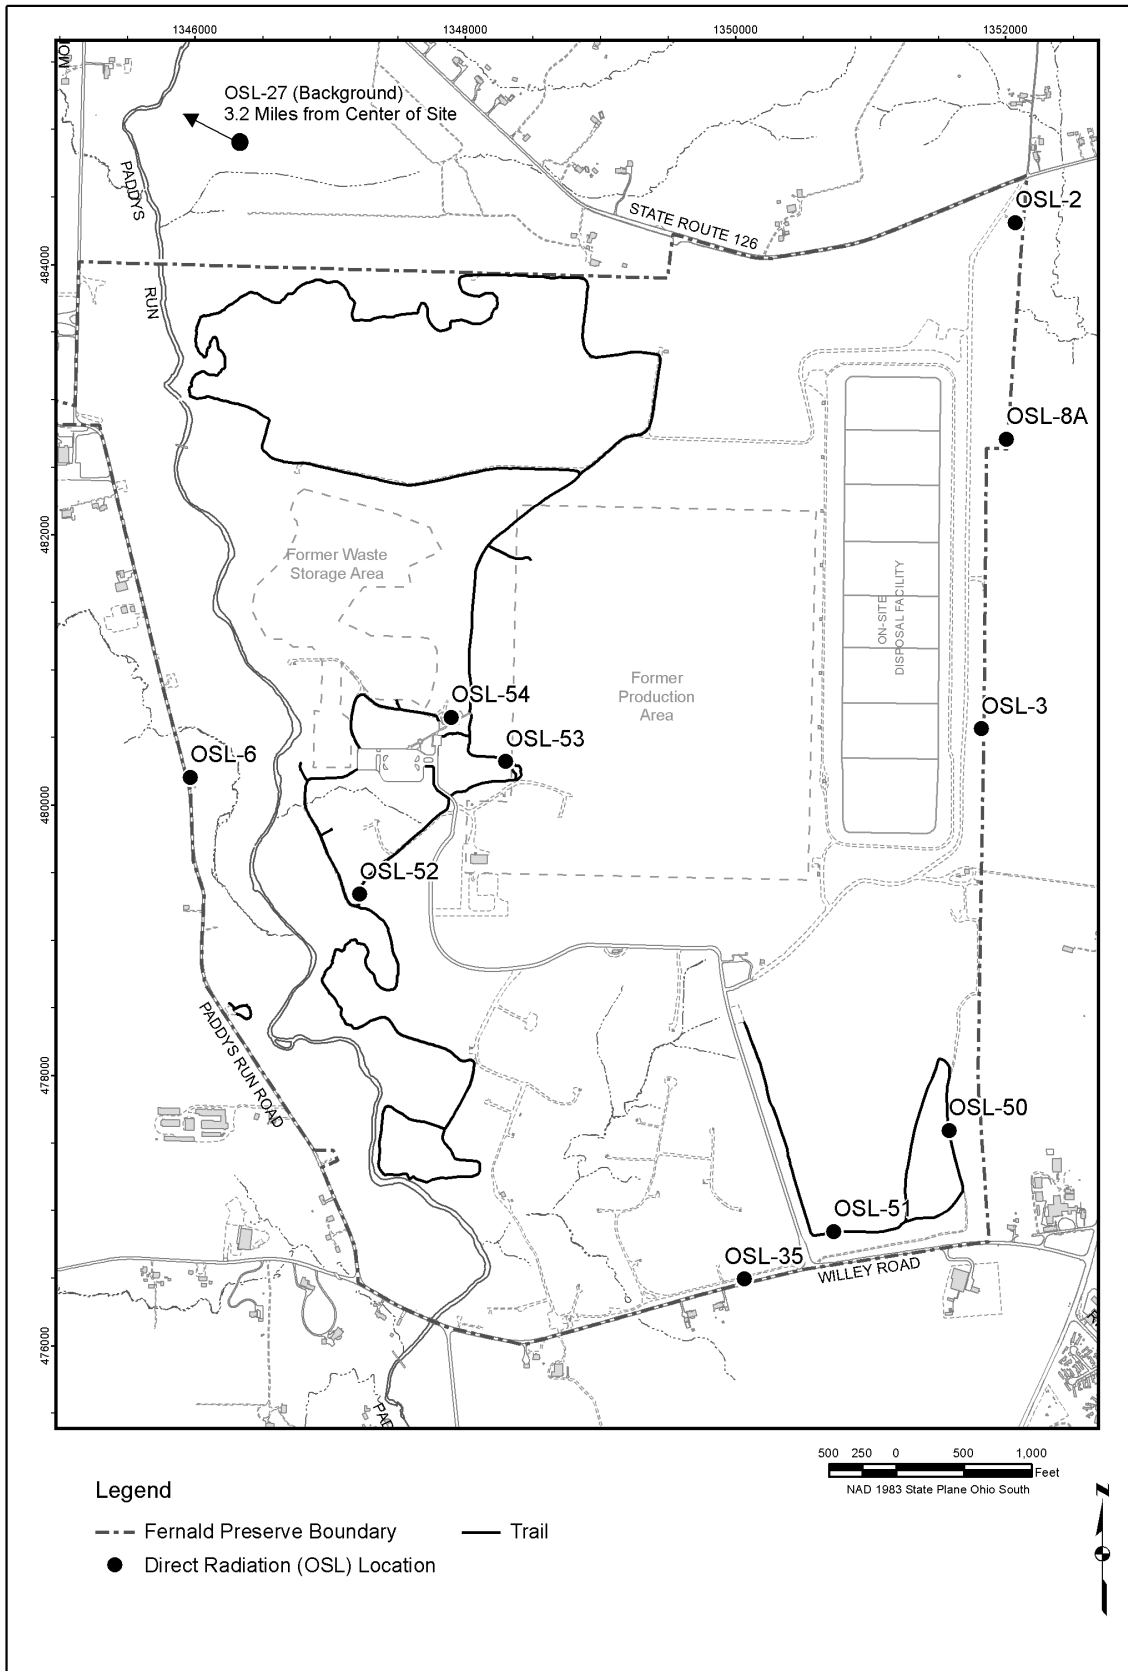 1346000
1348000
1350000
1352000
OSL-27 (Background)
3.2 Miles from Center of Site
PADDYS
RUN
STATE ROUTE 126
OSL-2
484000
OSL-8A
482000
Former Waste
Storage Area
ON-SITE
DISPOSAL FACILITY
Former
Production
Area
OSL-54
OSL-3
OSL-53
OSL-6
480000
OSL-52
PADDYS RUN ROAD
478000
OSL-50
OSL-51
OSL-35
WILLEY ROAD
476000
PAD
500 250 0 500 1,000
Feet
NAD 1983 State Plane Ohio South
Legend
Fernald Preserve Boundary
Trail
Direct Radiation (OSL) Location
Z